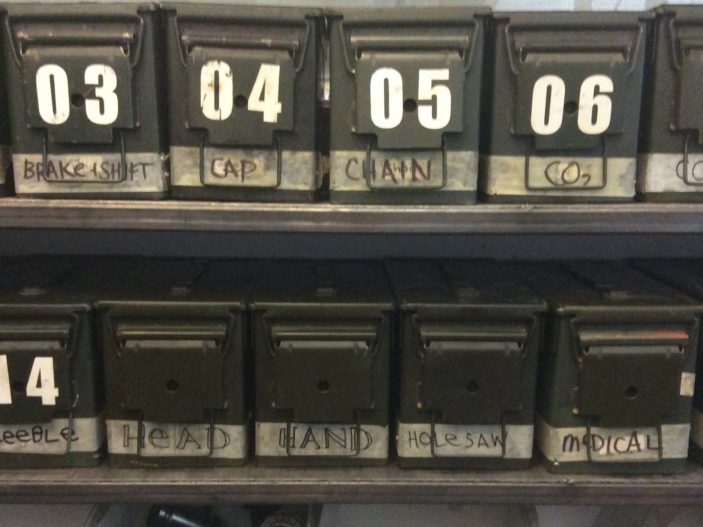 03 04 05 06
BRAKE+SHIFT CAP CHAIN CO2
14
HEAD HAND HOLESAW MEDICAL